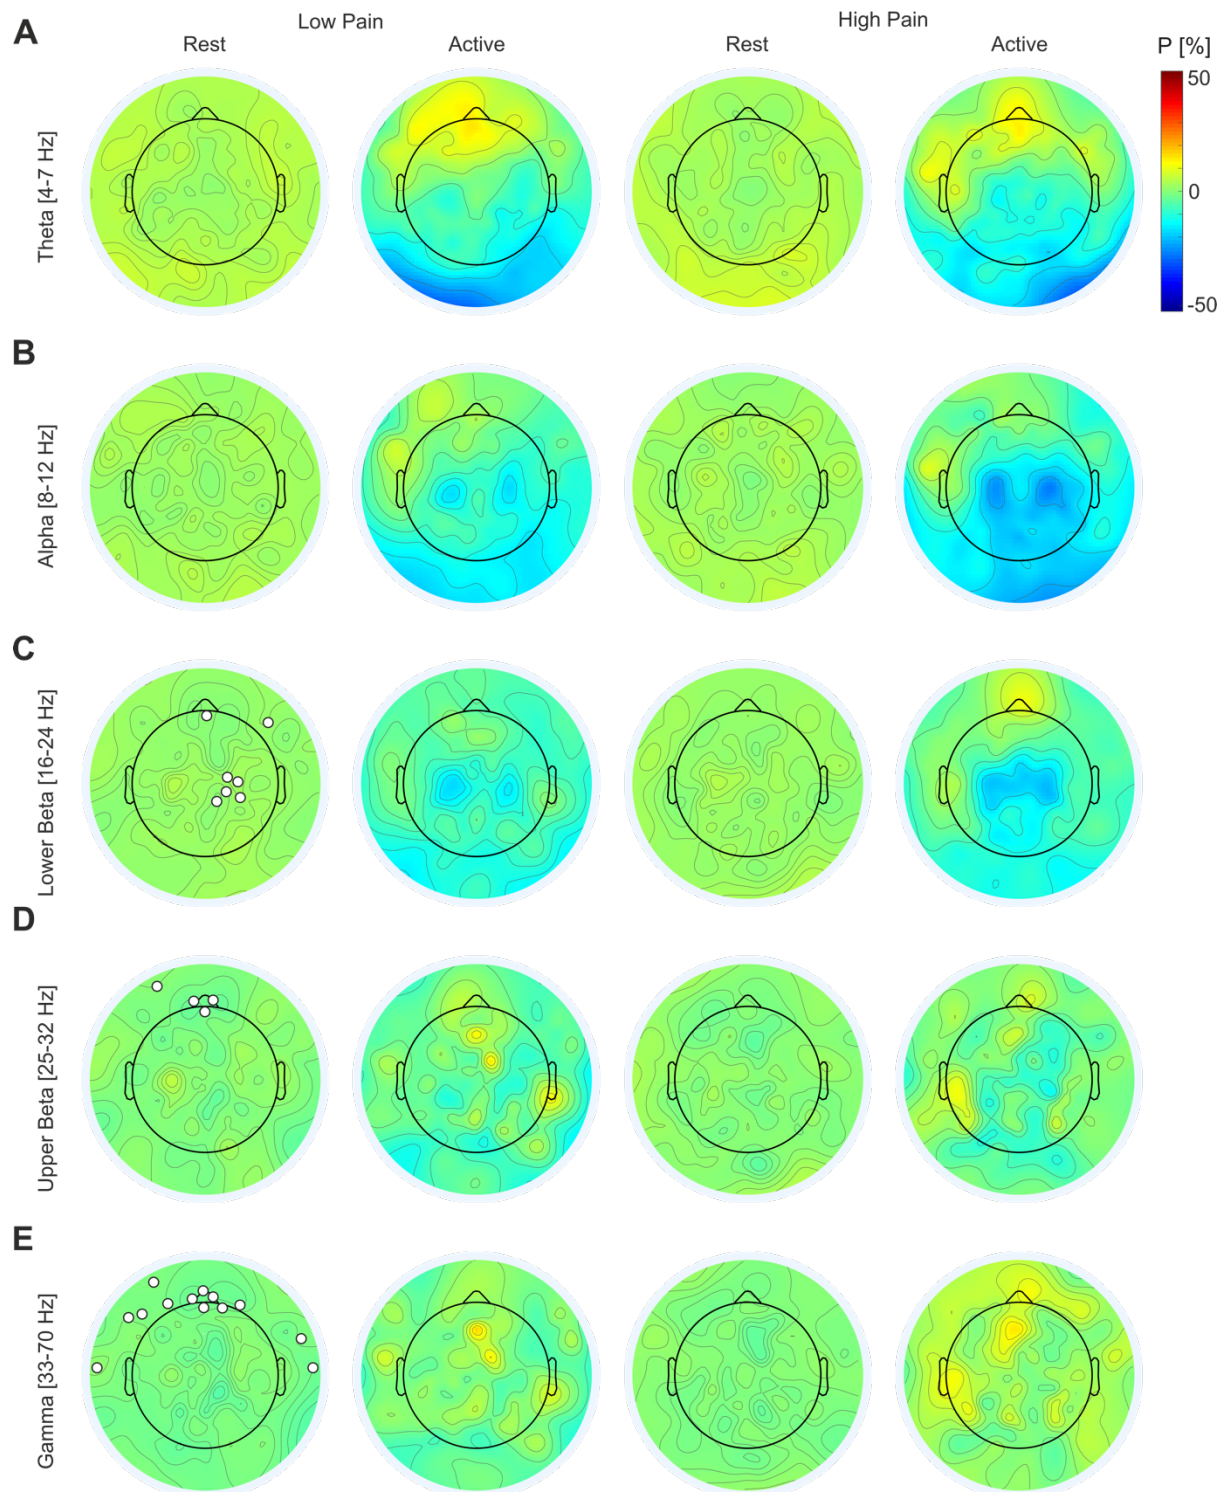 A
Low Pain
High Pain
Rest
Active
Rest
Active
P [%]
50
0
-50
Theta [4-7 Hz]
B
Alpha [8-12 Hz]
C
Lower Beta [16-24 Hz]
D
Upper Beta [25-32 Hz]
E
Gamma [33-70 Hz]